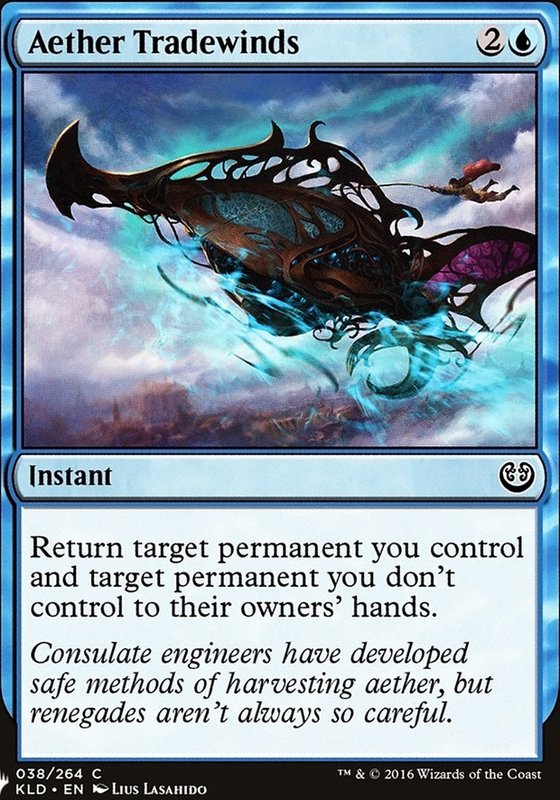 Aether Tradewinds 2
Instant
Return target permanent you control
and target permanent you don't
control to their owners' hands.
Consulate engineers have developed
safe methods of harvesting aether, but
renegades aren't always so careful.
038/264 C
KLD • EN Lius Lasahido
™ & © 2016 Wizards of the Coast